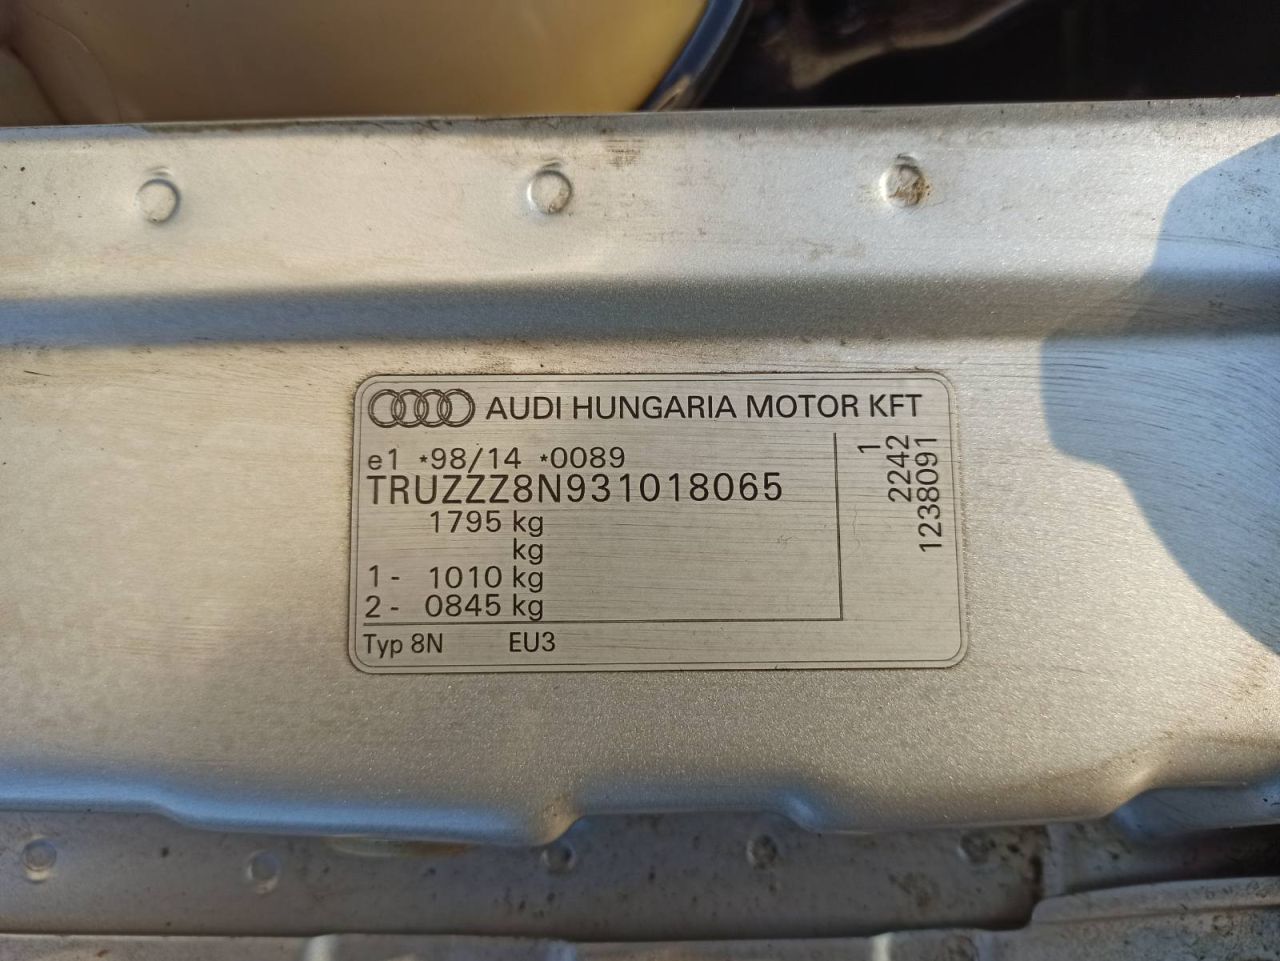 AUDI HUNGARIA MOTOR KFT
e1 *98/14 *0089
TRUZZZ8N931018065
1795 kg
kg
1 - 1010 kg
2 - 0845 kg
Typ 8N EU3
1
2242
1238091